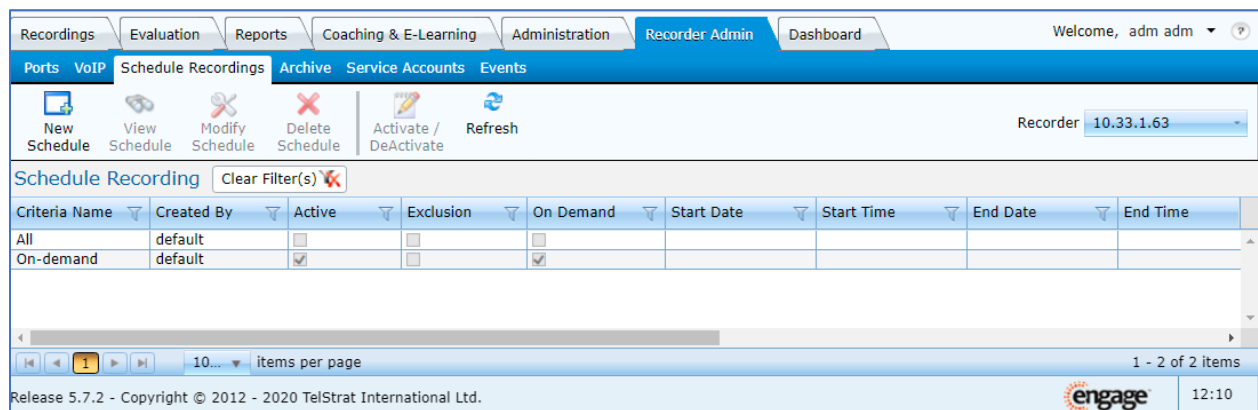 Recordings Evaluation Reports Coaching & E-Learning Administration Recorder Admin Dashboard Welcome, adm adm ?
Ports VoIP Schedule Recordings Archive Service Accounts Events
New Schedule View Schedule Modify Schedule Delete Schedule Activate / DeActivate Refresh Recorder 10.33.1.63
Schedule Recording Clear Filter(s)
Criteria Name Created By Active Exclusion On Demand Start Date Start Time End Date End Time
All default
On-demand default
1 10... items per page 1 - 2 of 2 items
Release 5.7.2 - Copyright © 2012 - 2020 TelStrat International Ltd. engage 12:10